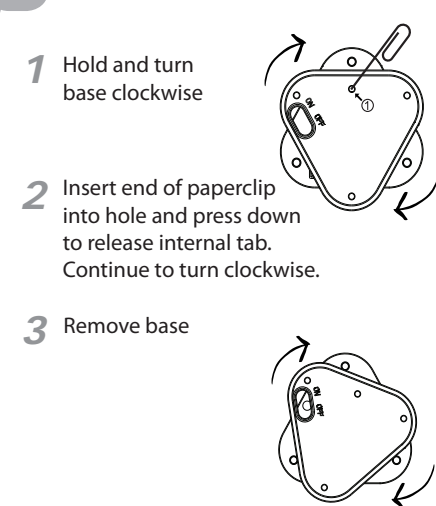 1 Hold and turn
base clockwise
ON OFF
①
2 Insert end of paperclip
into hole and press down
to release internal tab.
Continue to turn clockwise.
3 Remove base
ON OFF